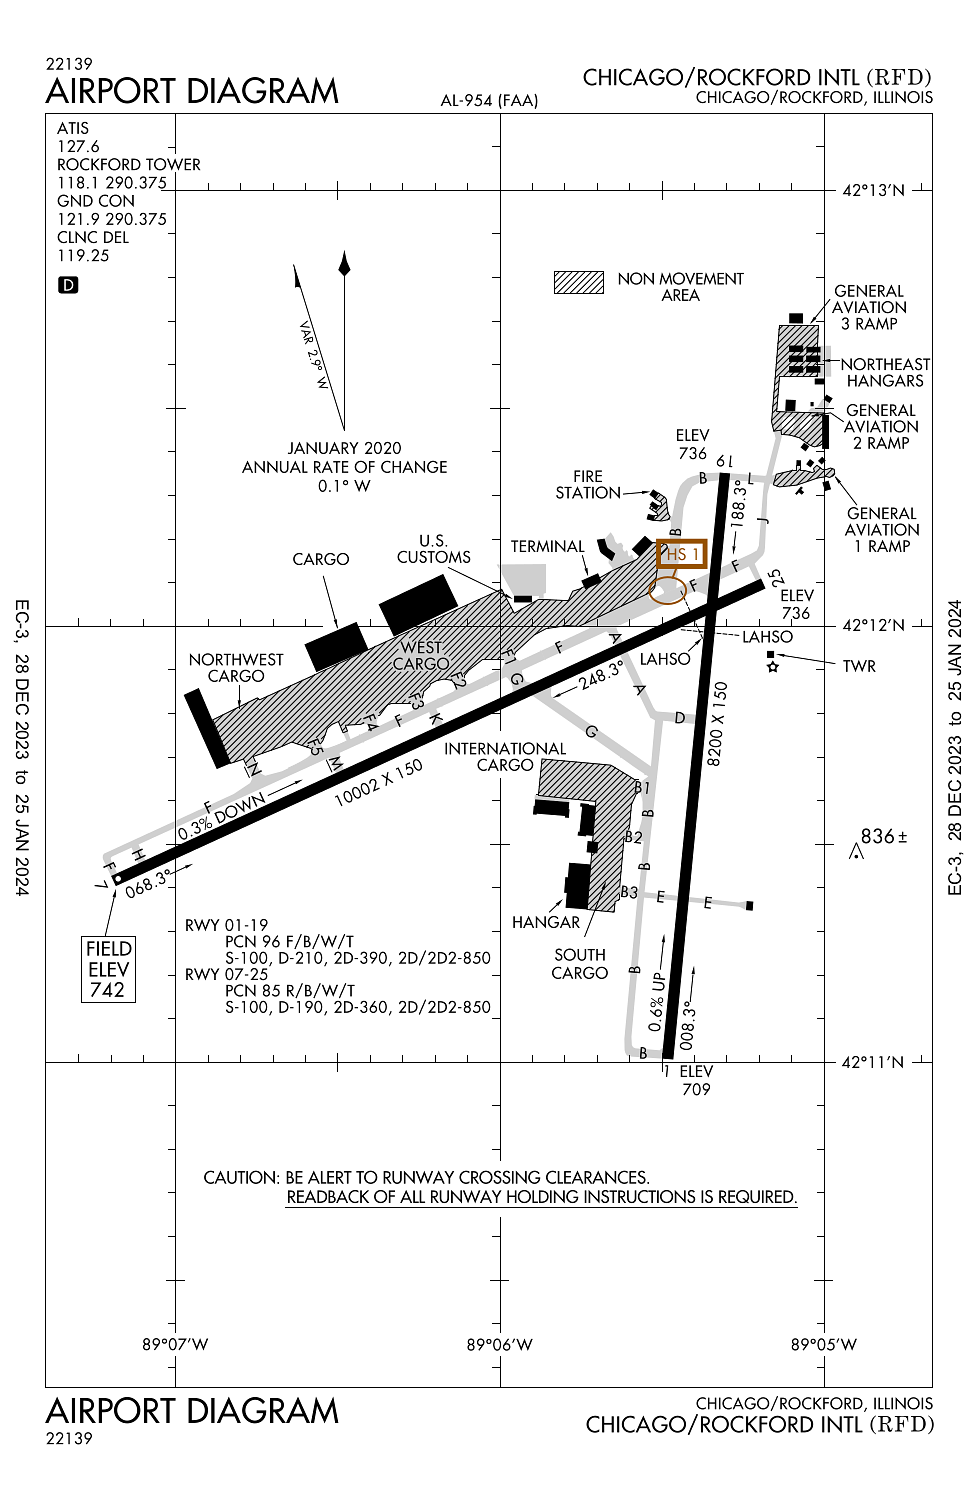 22139
AIRPORT DIAGRAM
AL-954 (FAA)
CHICAGO/ROCKFORD INTL (RFD)
CHICAGO/ROCKFORD, ILLINOIS
ATIS
127.6
ROCKFORD TOWER
118.1 290.375
GND CON
121.9 290.375
CLNC DEL
119.25
D
42°13'N
VAR 2.9° W
JANUARY 2020
ANNUAL RATE OF CHANGE
0.1° W
NON MOVEMENT
AREA
GENERAL
AVIATION
3 RAMP
NORTHEAST
HANGARS
GENERAL
AVIATION
2 RAMP
GENERAL
AVIATION
1 RAMP
ELEV
736
19
B
L
188.3°
J
FIRE
STATION
B
HS 1
F
F
25
ELEV
736
TERMINAL
U.S.
CUSTOMS
CARGO
42°12'N
LAHSO
LAHSO
TWR
NORTHWEST
CARGO
WEST
CARGO
A
A
F
F1
G
G
248.3°
D
F2
F3
K
F
F4
F5
M
N
8200 X 150
INTERNATIONAL
CARGO
10002 X 150
0.3% DOWN
F
H
F
7
068.3°
B1
B
B2
B
B3
E
E
836±
HANGAR
SOUTH
CARGO
FIELD
ELEV
742
RWY 01-19
PCN 96 F/B/W/T
S-100, D-210, 2D-390, 2D/2D2-850
RWY 07-25
PCN 85 R/B/W/T
S-100, D-190, 2D-360, 2D/2D2-850
B
0.6% UP
008.3°
B
1
ELEV
709
42°11'N
CAUTION: BE ALERT TO RUNWAY CROSSING CLEARANCES.
READBACK OF ALL RUNWAY HOLDING INSTRUCTIONS IS REQUIRED.
89°07'W
89°06'W
89°05'W
EC-3, 28 DEC 2023 to 25 JAN 2024
EC-3, 28 DEC 2023 to 25 JAN 2024
AIRPORT DIAGRAM
22139
CHICAGO/ROCKFORD, ILLINOIS
CHICAGO/ROCKFORD INTL (RFD)